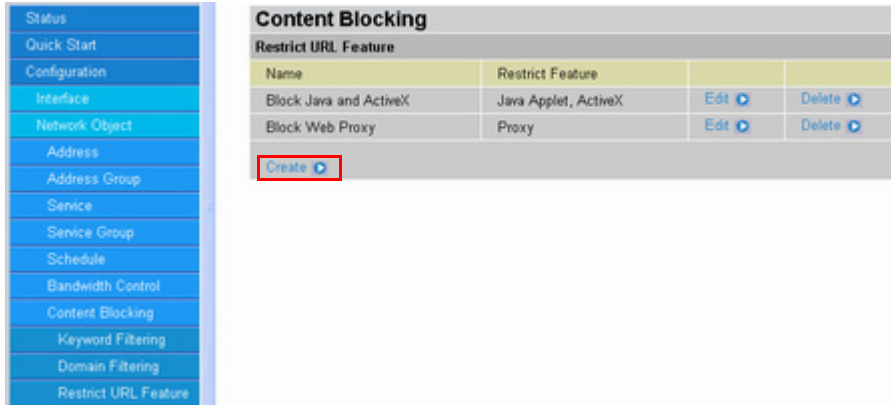 Status
Quick Start
Configuration
Interface
Network Object
Address
Address Group
Service
Service Group
Schedule
Bandwidth Control
Content Blocking
Keyword Filtering
Domain Filtering
Restrict URL Feature
Content Blocking
Restrict URL Feature
Name Restrict Feature
Block Java and ActiveX Java Applet, ActiveX Edit Delete
Block Web Proxy Proxy Edit Delete
Create